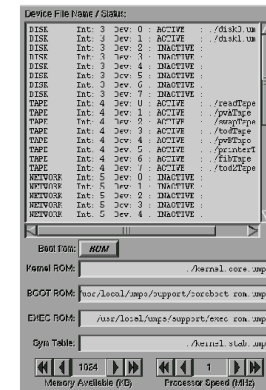 Device File Name / Status:
DISK Int: 3 Dev: 0 : ACTIVE : ./disk0.um
DISK Int: 3 Dev: 1 : ACTIVE : ./disk1.um
DISK Int: 3 Dev: 2 : INACTIVE :
DISK Int: 3 Dev: 3 : INACTIVE :
DISK Int: 3 Dev: 4 : INACTIVE :
DISK Int: 3 Dev: 5 : INACTIVE :
DISK Int: 3 Dev: 6 : INACTIVE :
DISK Int: 3 Dev: 7 : INACTIVE :
TAPE Int: 4 Dev: 0 : ACTIVE : ./readTape
TAPE Int: 4 Dev: 1 : ACTIVE :
TAPE Int: 4 Dev: 2 : ACTIVE : ./swapTape
TAPE Int: 4 Dev: 3 : ACTIVE : ./todTape
TAPE Int: 4 Dev: 4 : ACTIVE :
TAPE Int: 4 Dev: 5 : ACTIVE : ./printerT
TAPE Int: 4 Dev: 6 : ACTIVE : ./fibTape
TAPE Int: 4 Dev: 7 : ACTIVE : ./tod2Tape
NETWORK Int: 5 Dev: 0 : INACTIVE :
NETWORK Int: 5 Dev: 1 : INACTIVE :
NETWORK Int: 5 Dev: 2 : INACTIVE :
NETWORK Int: 5 Dev: 3 : INACTIVE :
NETWORK Int: 5 Dev: 4 : INACTIVE :
Boot from: ROM
Kernel ROM: ./kernel.core.ump
BOOT ROM: /usr/local/umps/support/coreboot.rom.ump
EXEC ROM: /usr/local/umps/support/exec.rom.ump
Sym Table: ./kernel.stab.ump
1024 1
Memory Available (KB) Processor Speed (MHz)